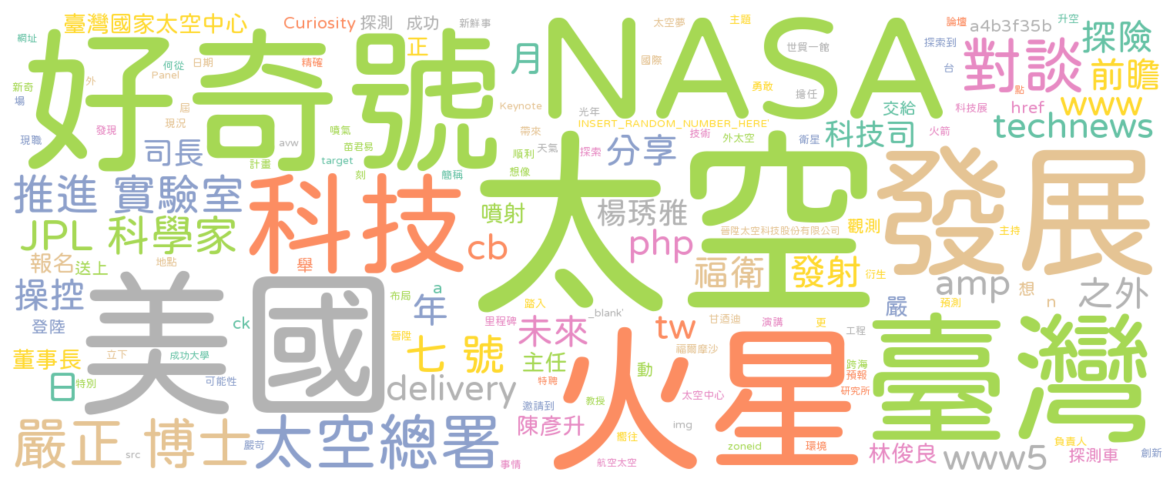 臺灣國家太空中心
Curiosity
探測
成功
新鮮事
太空夢
主題
論壇
升空
網址
好奇號
何從
日期
精確
正
月
NASA
國際
世貿一館
探索到
a4b3f35b
探險
對談
前瞻
台
新奇
外
Panel
勇敢
擔任
場
屆
現況
噴氣
Keynote
光年
點
href
www
交給
科技展
現職
發現
avw
苗君易
帶來
INSERT_RANDOM_NUMBER_HERE'
技術
衛星
科技司
火箭
technews
司長
計畫
target
刻
簡稱
順利
天氣
探索
分享
外太空
想像
推進
實驗室
科技
太空
發展
噴射
楊琇雅
JPL
科學家
cb
php
晉陞太空科技股份有限公司
觀測
主持
報名
送上
地點
舉
福衛
發射
衍生
操控
美國
布局
a
年
踏入
_blank'
amp
想
預測
n
之外
登陸
ck
晉陞
里程碑
未來
tw
甘迺迪
演講
更
嚴
工程
董事長
立下
成功大學
七
號
主任
福爾摩沙
火星
臺灣
跨海
預報
日
特別
可能性
delivery
特聘
動
研究所
邀請到
教授
太空中心
陳彥升
嚮往
img
嚴正
博士
嚴苛
太空總署
zoneid
環境
林俊良
負責人
創新
src
事情
航空太空
www5
探測車